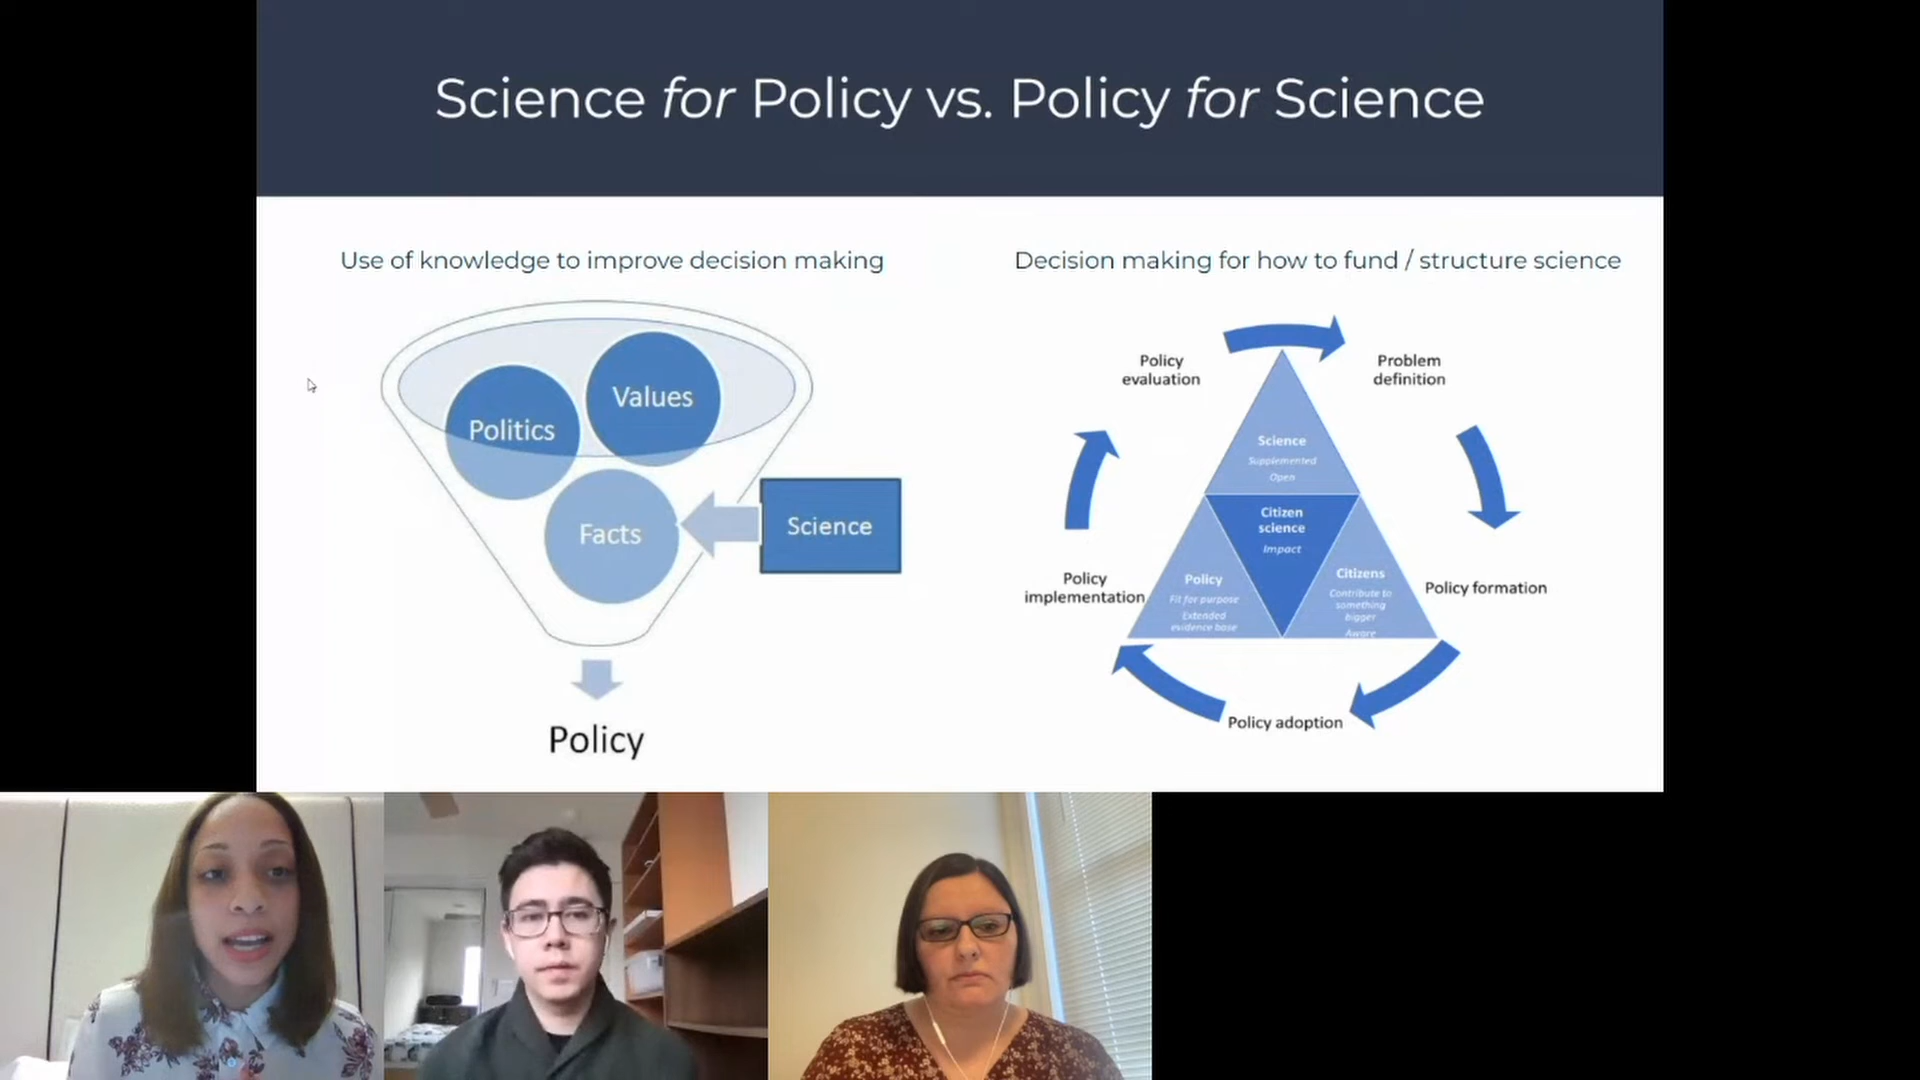 Science for Policy vs. Policy for Science
Use of knowledge to improve decision making
Values
Politics
Facts
Science
Policy
Decision making for how to fund / structure science
Policy
evaluation
Problem
definition
Science
Supplemented
Open
Citizen
science
Impact
Policy
Fit for purpose
Extended
evidence base
Citizens
Contribute to
something
bigger
Aware
Policy
implementation
Policy formation
Policy adoption